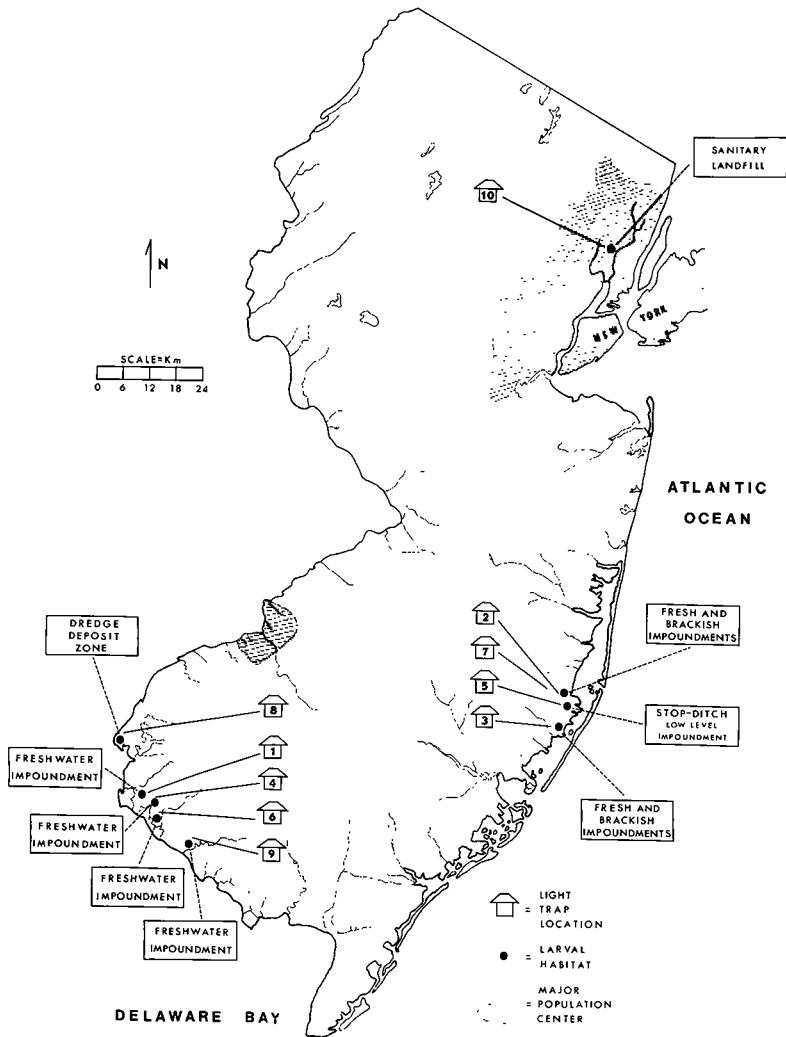 SANITARY
LANDFILL
10
N
SCALE=Km
0 6 12 18 24
NEW YORK
ATLANTIC
OCEAN
DREDGE
DEPOSIT
ZONE
2
7
5
3
FRESH AND
BRACKISH
IMPOUNDMENTS
STOP-DITCH
LOW LEVEL
IMPOUNDMENT
FRESH AND
BRACKISH
IMPOUNDMENTS
8
1
4
6
9
FRESHWATER
IMPOUNDMENT
FRESHWATER
IMPOUNDMENT
FRESHWATER
IMPOUNDMENT
FRESHWATER
IMPOUNDMENT
= LIGHT
TRAP
LOCATION
= LARVAL
HABITAT
= MAJOR
POPULATION
CENTER
DELAWARE BAY